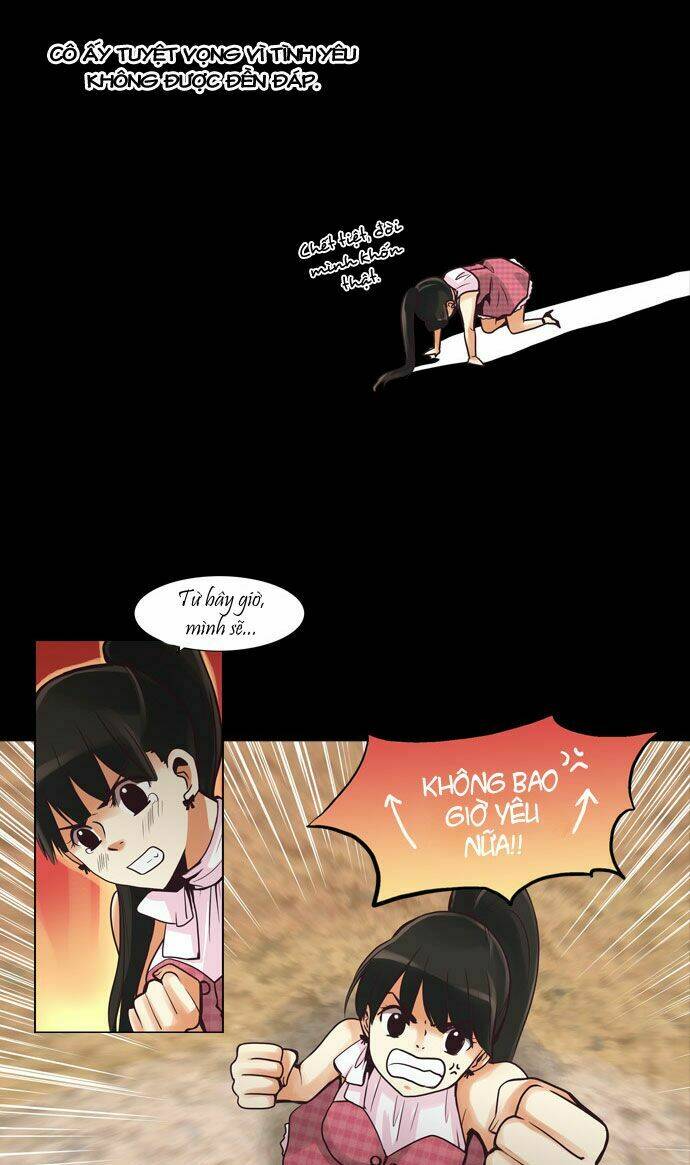 CÔ ẤY TUYỆT VỌNG VÌ TÌNH YÊU
KHÔNG ĐƯỢC ĐỀN ĐÁP.
Chết tiệt, đời
mình khốn
thật.
Từ bây giờ,
mình sẽ...
KHÔNG BAO
GIỜ YÊU
NỮA!!